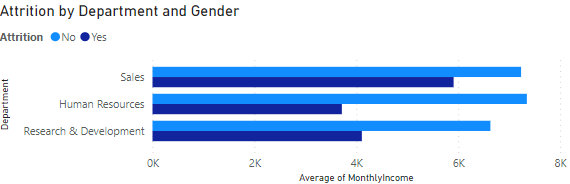 Attrition by Department and Gender
Attrition No Yes
Department
Sales
Human Resources
Research & Development
0K 2K 4K 6K 8K
Average of MonthlyIncome